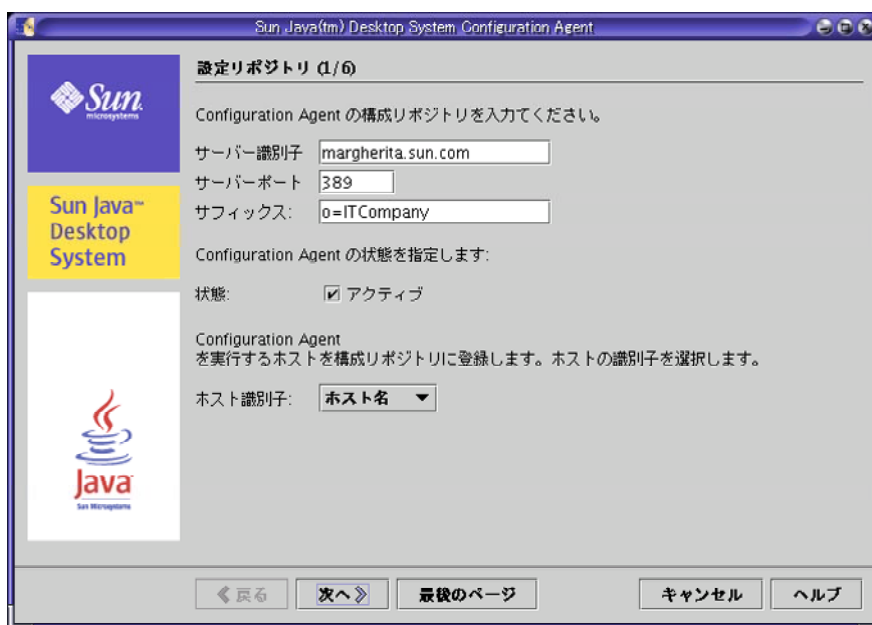 Sun Java(tm) Desktop System Configuration Agent
Sun
microsystems
Sun Java™
Desktop
System
Java
Sun Microsystems
設定リポジトリ (1/6)
Configuration Agent の構成リポジトリを入力てください。
サーバー識別子 margherita.sun.com
サーバーポート 389
サフィックス: o=ITCompany
Configuration Agent の状態を指定します:
状態: アクティブ
Configuration Agent
を実行するホストを構成リポジトリに登録します。ホストの識別子を選択します。
ホスト識別子: ホスト名
戻る 次へ 最後のページ キャンセル ヘルプ